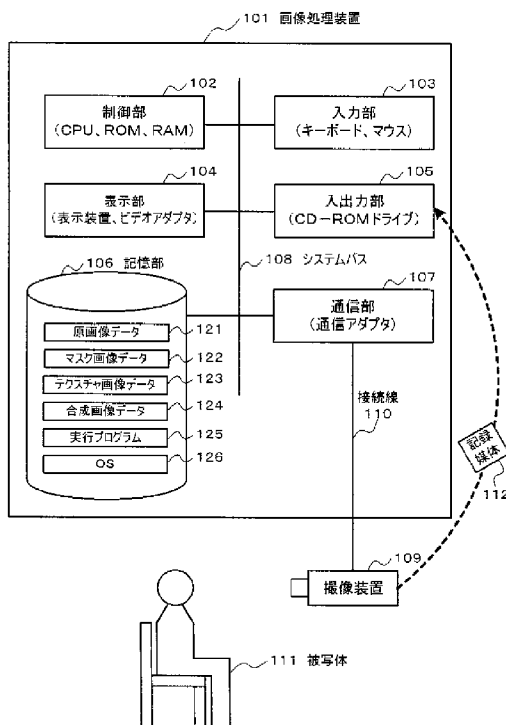 101 画像処理装置
102
制御部
(CPU、ROM、RAM)
103
入力部
(キーボード、マウス)
104
表示部
(表示装置、ビデオアダプタ)
105
入出力部
(CD-ROMドライブ)
106 記憶部
108 システムバス
107
通信部
(通信アダプタ)
原画像データ 121
マスク画像データ 122
テクスチャ画像データ 123
合成画像データ 124
実行プログラム 125
OS 126
接続線
110
記録
媒体
112
109
撮像装置
111 被写体